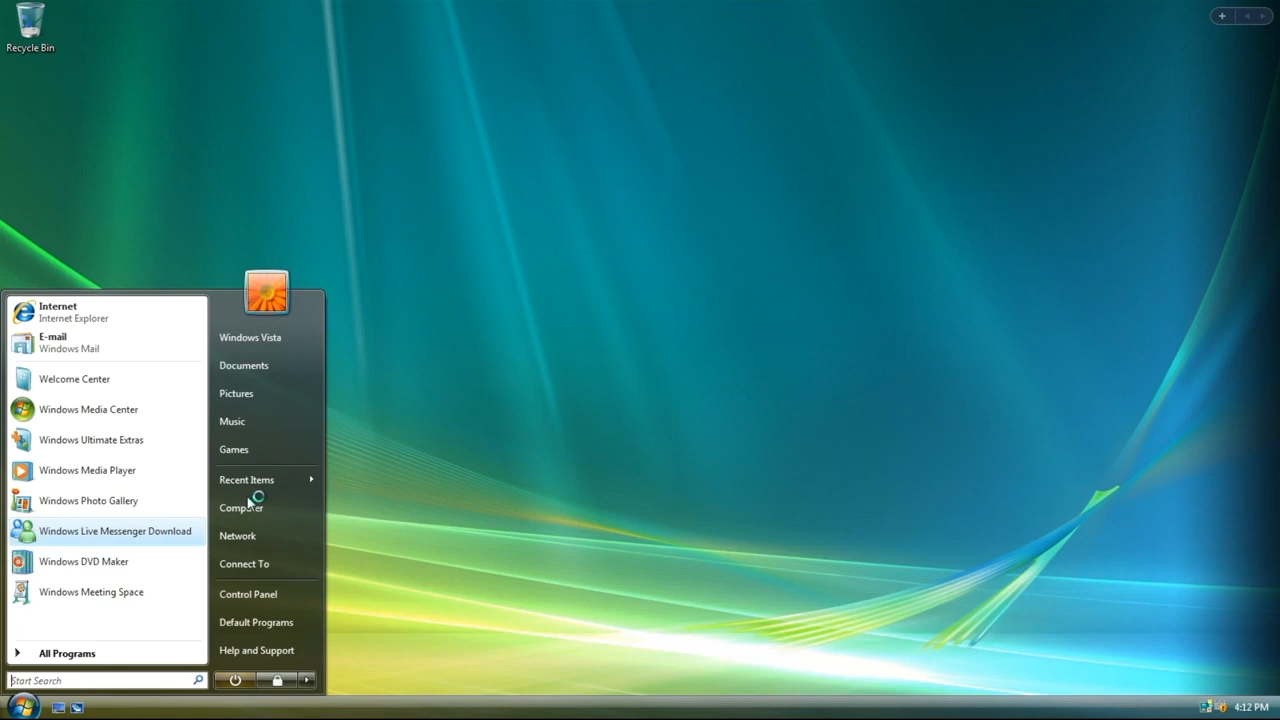 Recycle Bin
Internet
Internet Explorer
E-mail
Windows Mail
Welcome Center
Windows Media Center
Windows Ultimate Extras
Windows Media Player
Windows Photo Gallery
Windows Live Messenger Download
Windows DVD Maker
Windows Meeting Space
All Programs
Start Search
Windows Vista
Documents
Pictures
Music
Games
Recent Items
Computer
Network
Connect To
Control Panel
Default Programs
Help and Support
4:12 PM